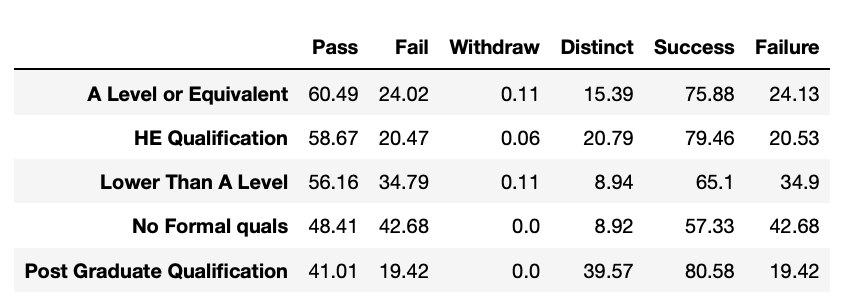 Pass Fail Withdraw Distinct Success Failure
A Level or Equivalent 60.49 24.02 0.11 15.39 75.88 24.13
HE Qualification 58.67 20.47 0.06 20.79 79.46 20.53
Lower Than A Level 56.16 34.79 0.11 8.94 65.1 34.9
No Formal quals 48.41 42.68 0.0 8.92 57.33 42.68
Post Graduate Qualification 41.01 19.42 0.0 39.57 80.58 19.42